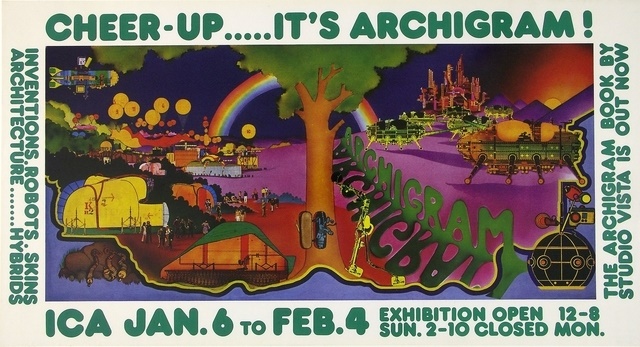 CHEER-UP.....IT'S ARCHIGRAM!
INVENTIONS ROBOTS SKINS
ARCHITECTURE........ HYBRIDS
ARCHIGRAM
ARCHIGRAM
K
n2
THE ARCHIGRAM BOOK BY
STUDIO VISTA IS OUT NOW
ICA JAN.6 TO FEB.4
EXHIBITION OPEN 12-8
SUN. 2-10 CLOSED MON.